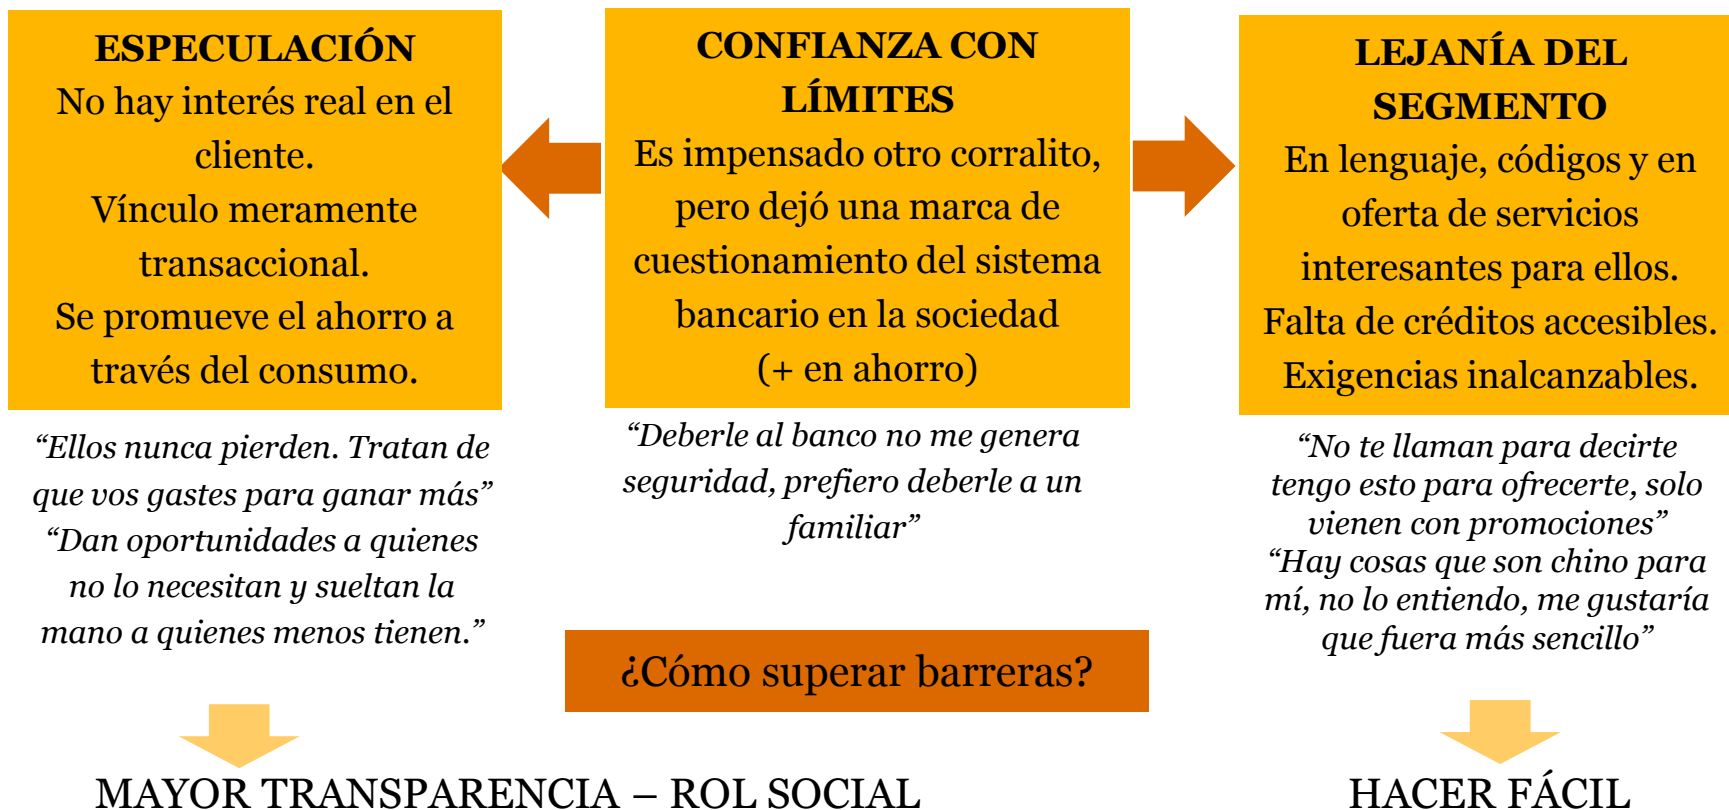 ESPECULACIÓN
No hay interés real en el
cliente.
Vínculo meramente
transaccional.
Se promueve el ahorro a
través del consumo.
“Ellos nunca pierden. Tratan de
que vos gastes para ganar más”
“Dan oportunidades a quienes
no lo necesitan y sueltan la
mano a quienes menos tienen.”
CONFIANZA CON
LÍMITES
Es impensado otro corralito,
pero dejó una marca de
cuestionamiento del sistema
bancario en la sociedad
(+ en ahorro)
“Deberle al banco no me genera
seguridad, prefiero deberle a un
familiar”
LEJANÍA DEL
SEGMENTO
En lenguaje, códigos y en
oferta de servicios
interesantes para ellos.
Falta de créditos accesibles.
Exigencias inalcanzables.
“No te llaman para decirte
tengo esto para ofrecerte, solo
vienen con promociones”
“Hay cosas que son chino para
mí, no lo entiendo, me gustaría
que fuera más sencillo”
¿Cómo superar barreras?
MAYOR TRANSPARENCIA – ROL SOCIAL
HACER FÁCIL